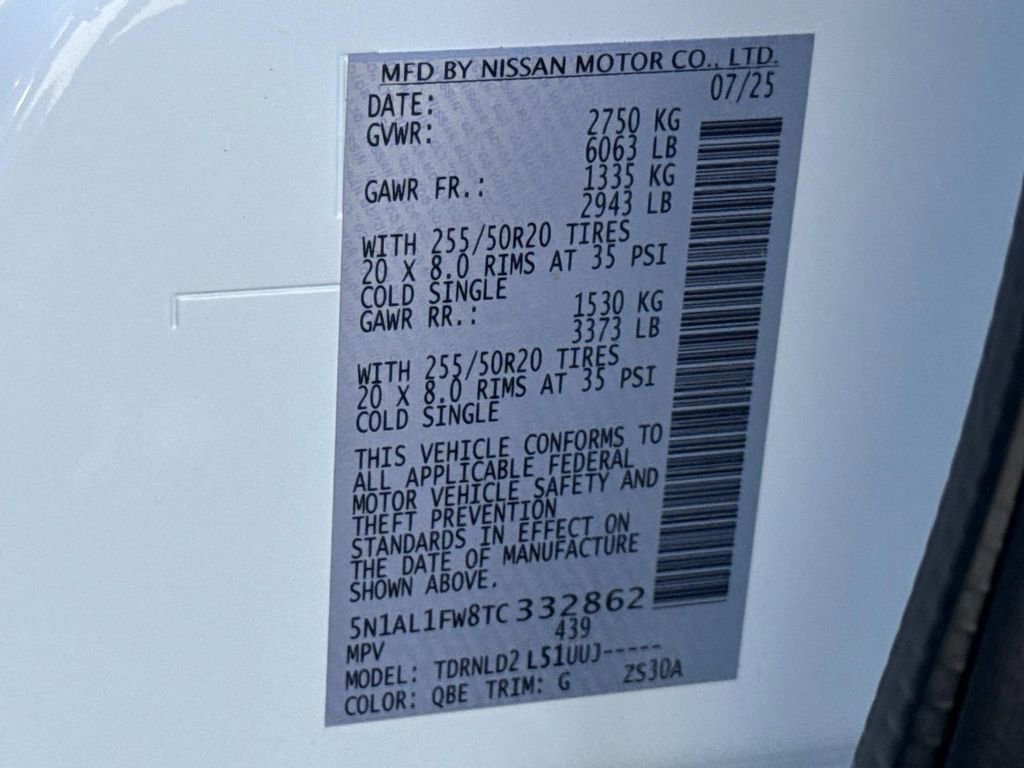 MFD BY NISSAN MOTOR CO., LTD.
DATE: 07/25
GVWR: 2750 KG
6063 LB
GAWR FR.: 1335 KG
2943 LB
WITH 255/50R20 TIRES
20 X 8.0 RIMS AT 35 PSI
COLD SINGLE
GAWR RR.: 1530 KG
3373 LB
WITH 255/50R20 TIRES
20 X 8.0 RIMS AT 35 PSI
COLD SINGLE
THIS VEHICLE CONFORMS TO
ALL APPLICABLE FEDERAL
MOTOR VEHICLE SAFETY AND
THEFT PREVENTION
STANDARDS IN EFFECT ON
THE DATE OF MANUFACTURE
SHOWN ABOVE.
5N1AL1FW8TC332862
MPV 439
MODEL: TDRNLD2 L51UUJ-----
COLOR: QBE TRIM: G ZS30A